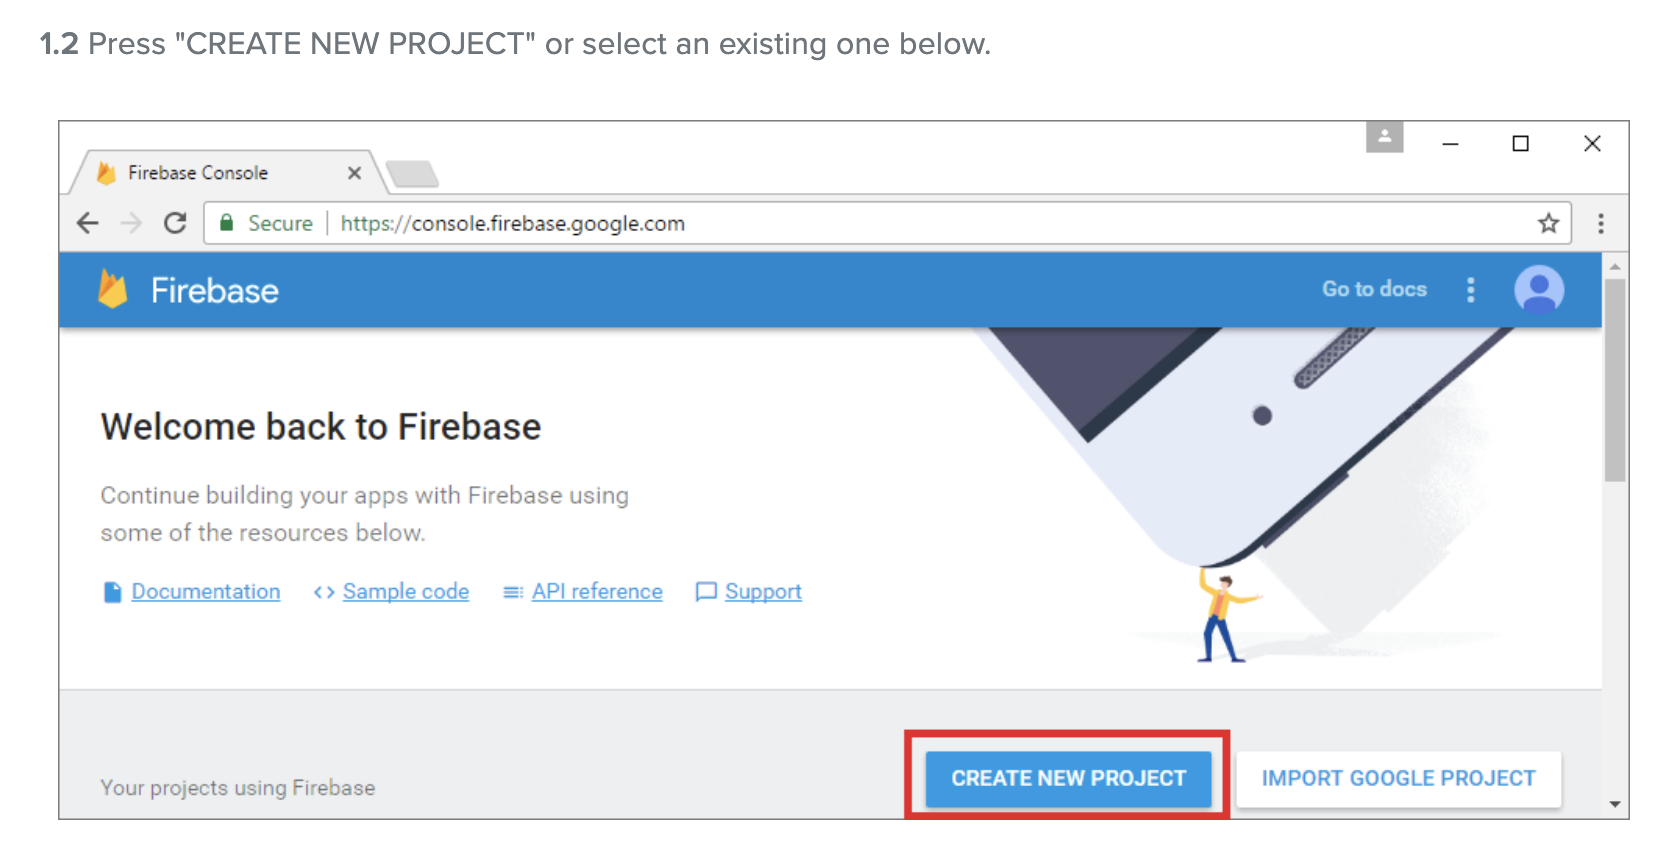 1.2 Press "CREATE NEW PROJECT" or select an existing one below.
Firebase Console
Secure https://console.firebase.google.com
Firebase
Go to docs
Welcome back to Firebase
Continue building your apps with Firebase using
some of the resources below.
Documentation Sample code API reference Support
Your projects using Firebase
CREATE NEW PROJECT
IMPORT GOOGLE PROJECT